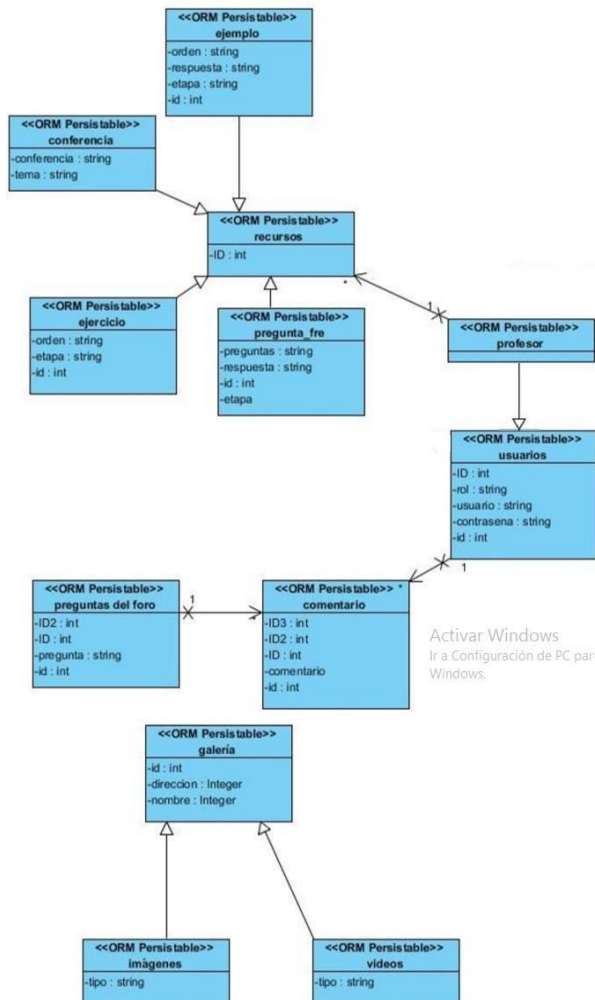 <<ORM Persistable>>
ejemplo
-orden : string
-respuesta : string
-etapa : string
-id : int
<<ORM Persistable>>
conferencia
-conferencia : string
-tema : string
<<ORM Persistable>>
recursos
-ID : int
*
1
<<ORM Persistable>>
ejercicio
-orden : string
-etapa : string
-id : int
<<ORM Persistable>>
pregunta_fre
-preguntas : string
-respuesta : string
-id : int
-etapa
<<ORM Persistable>>
profesor
<<ORM Persistable>>
usuarios
-ID : int
-rol : string
-usuario : string
-contrasena : string
-id : int
1
<<ORM Persistable>>
preguntas del foro
-ID2 : int
-ID : int
-pregunta : string
-id : int
1
*
<<ORM Persistable>> *
comentario
-ID3 : int
-ID2 : int
-ID : int
-comentario
-id : int
Activar Windows
Ir a Configuración de PC par
Windows.
<<ORM Persistable>>
galería
-id : int
-direccion : Integer
-nombre : Integer
<<ORM Persistable>>
imàgenes
-tipo : string
<<ORM Persistable>>
videos
-tipo : string